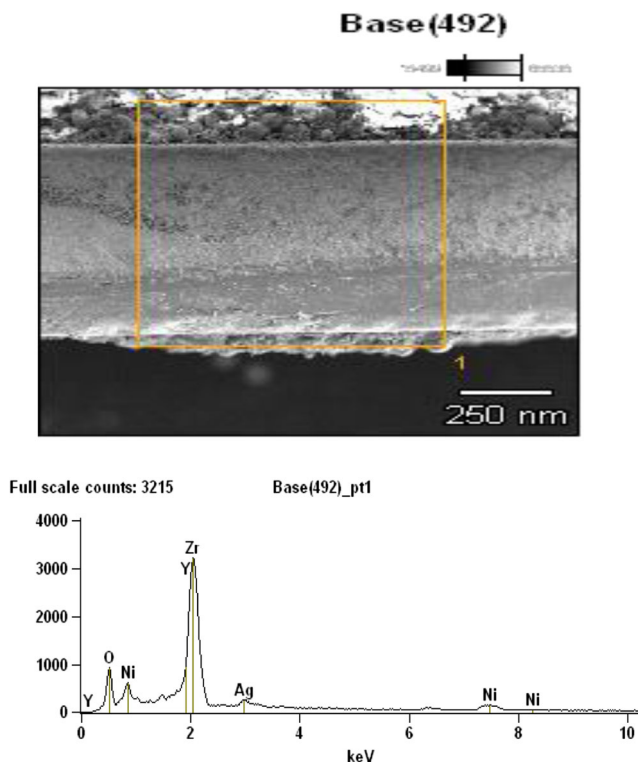 Base(492)
1
250 nm
Full scale counts: 3215
Base(492)_pt1
4000
3000
2000
1000
0
Zr
Y
O
Ni
Y
Ag
Ni
Ni
0
2
4
6
8
10
keV